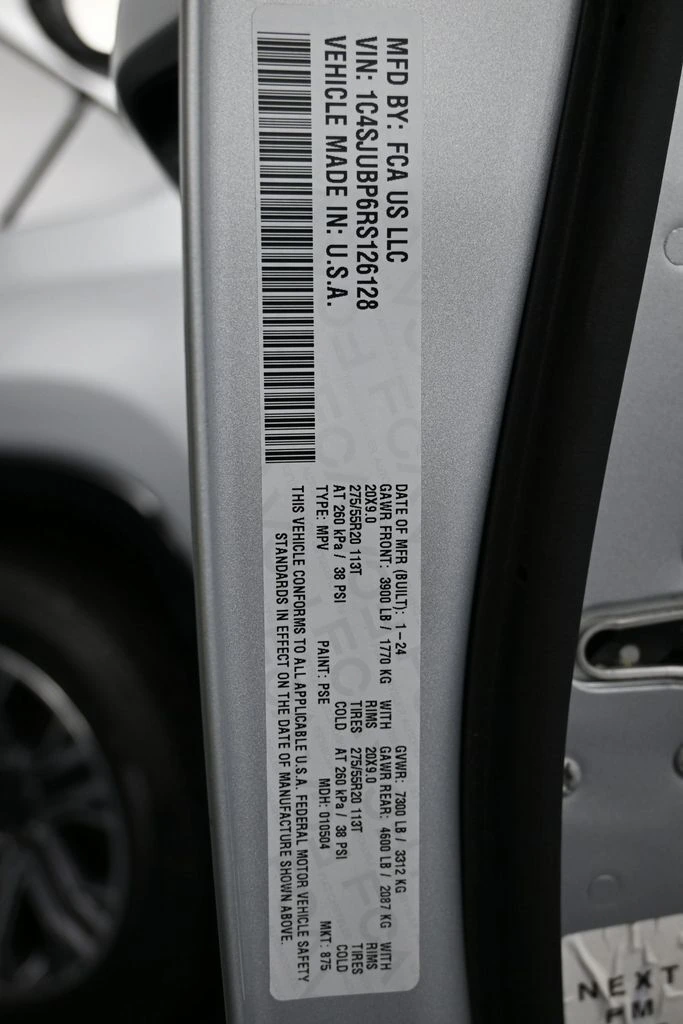 MFD BY: FCA US LLC
VIN: 1C4SJUBP6RS126128
VEHICLE MADE IN: U.S.A.
DATE OF MFR (BUILT): 1-24 GVWR: 7300 LB / 3312 KG
GAWR FRONT: 3900 LB / 1770 KG WITH GAWR REAR: 4600 LB / 2087 KG WITH
20X9.0 RIMS 20X9.0 RIMS
275/55R20 113T TIRES 275/55R20 113T TIRES
AT 260 kPa / 38 PSI COLD AT 260 kPa / 38 PSI COLD
TYPE: MPV PAINT: PSE MDH: 010504 MKT: 875
THIS VEHICLE CONFORMS TO ALL APPLICABLE U.S.A. FEDERAL MOTOR VEHICLE SAFETY
STANDARDS IN EFFECT ON THE DATE OF MANUFACTURE SHOWN ABOVE.
NEXT